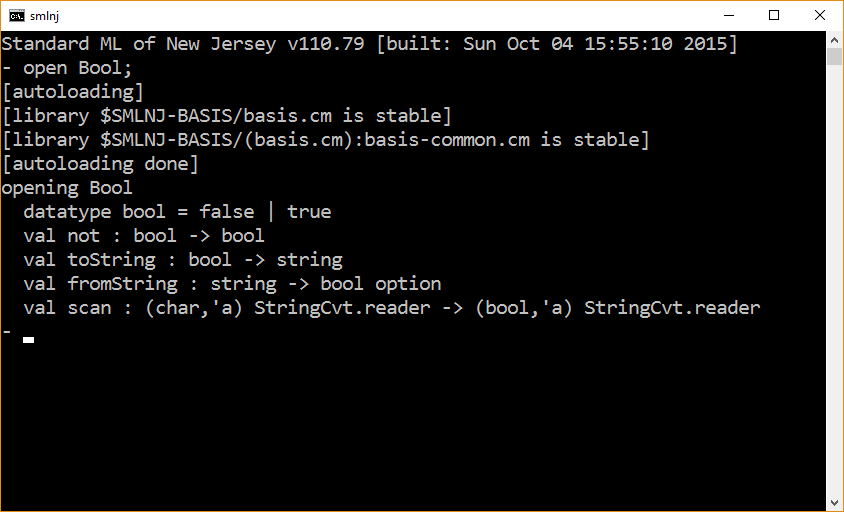 smlnj
Standard ML of New Jersey v110.79 [built: Sun Oct 04 15:55:10 2015]
- open Bool;
[autoloading]
[library $SMLNJ-BASIS/basis.cm is stable]
[library $SMLNJ-BASIS/(basis.cm):basis-common.cm is stable]
[autoloading done]
opening Bool
  datatype bool = false | true
  val not : bool -> bool
  val toString : bool -> string
  val fromString : string -> bool option
  val scan : (char,'a) StringCvt.reader -> (bool,'a) StringCvt.reader
-